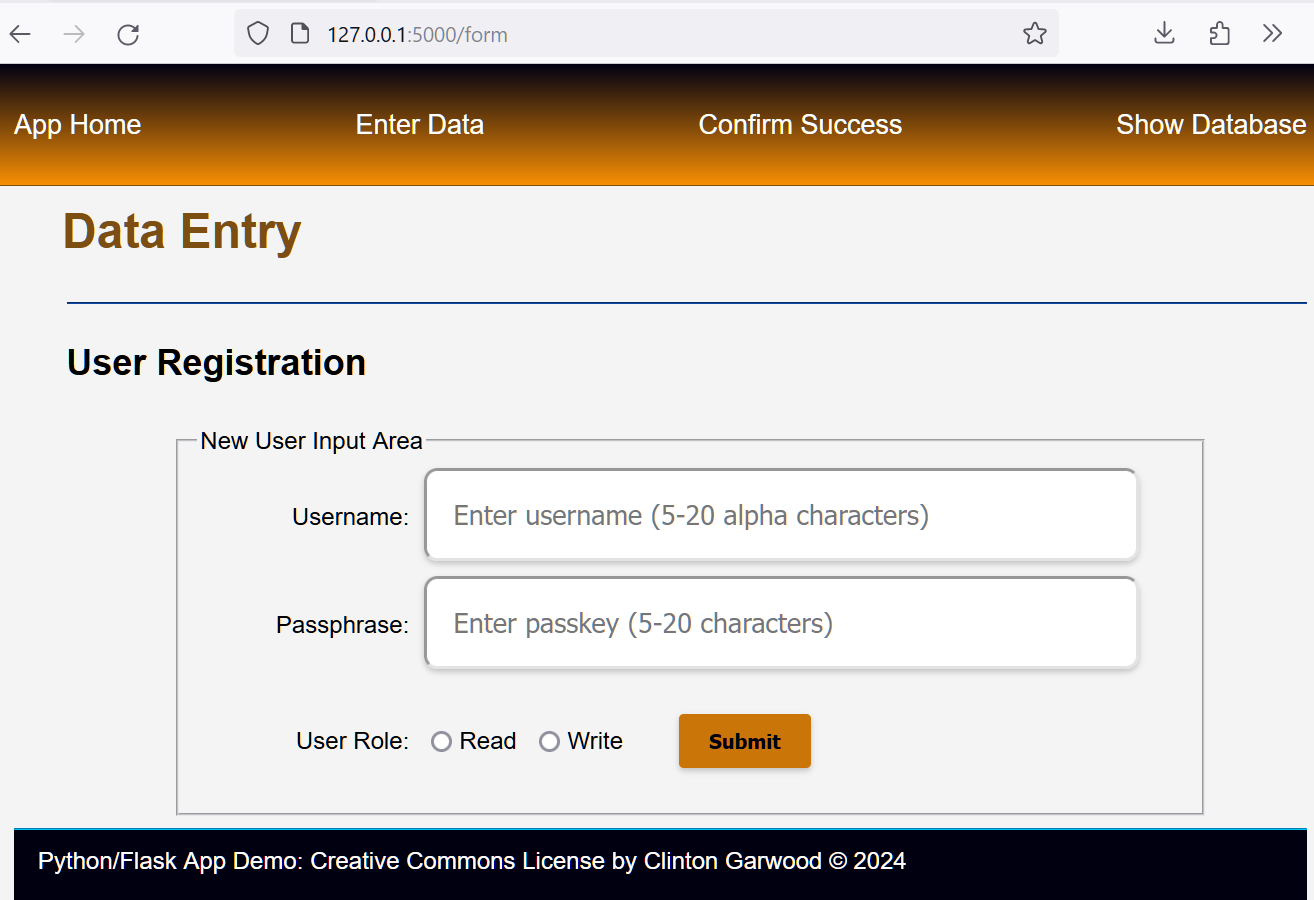 127.0.0.1:5000/form
App Home Enter Data Confirm Success Show Database
Data Entry
User Registration
New User Input Area
Username: Enter username (5-20 alpha characters)
Passphrase: Enter passkey (5-20 characters)
User Role: Read Write Submit
Python/Flask App Demo: Creative Commons License by Clinton Garwood © 2024